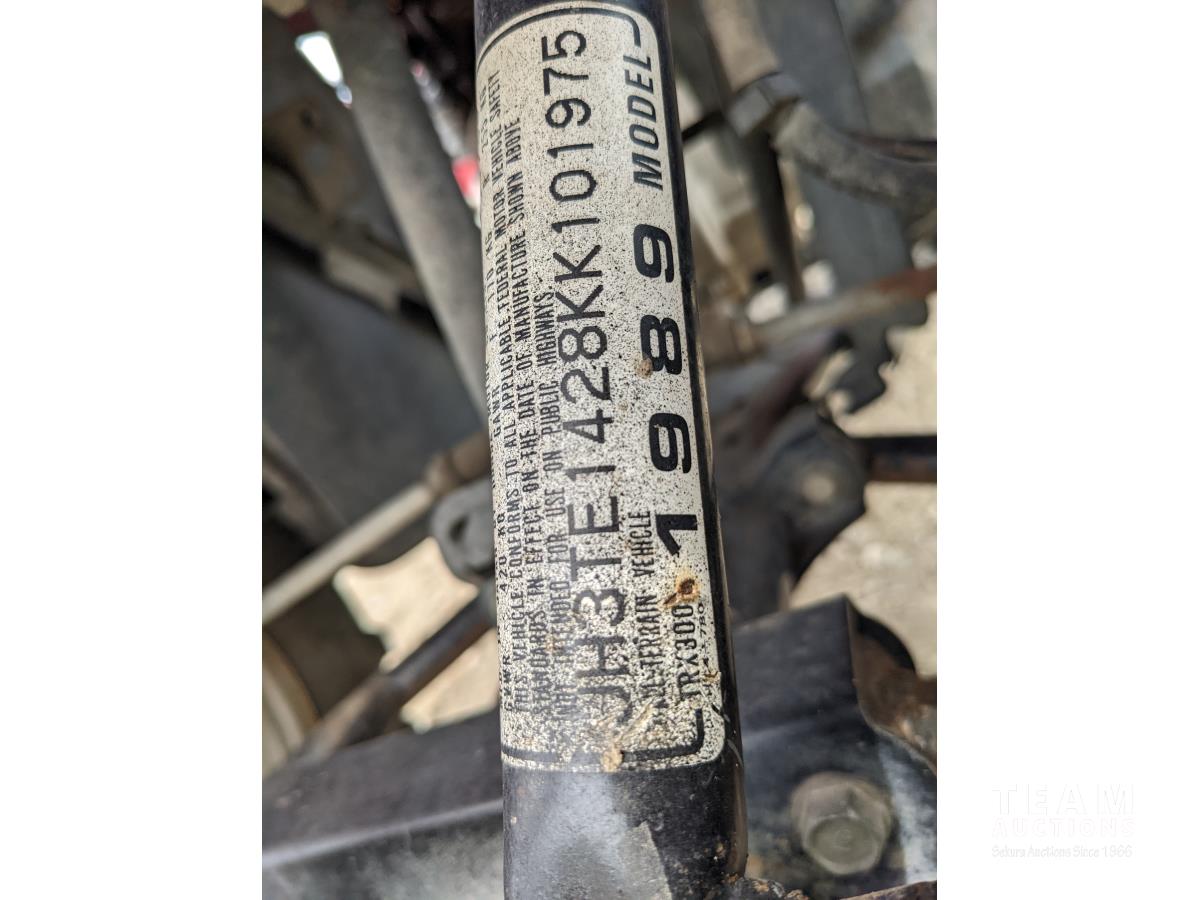 420 KG
THIS VEHICLE CONFORMS TO ALL APPLICABLE FEDERAL MOTOR VEHICLE SAFETY
STANDARDS IN EFFECT ON THE DATE OF MANUFACTURE SHOWN ABOVE
NOT INTENDED FOR USE ON PUBLIC HIGHWAYS
JH3TE1428KK101975
ALL TERRAIN VEHICLE
TRX300
1989 MODEL
TEAM
AUCTIONS
Sekura Auctions Since 1966